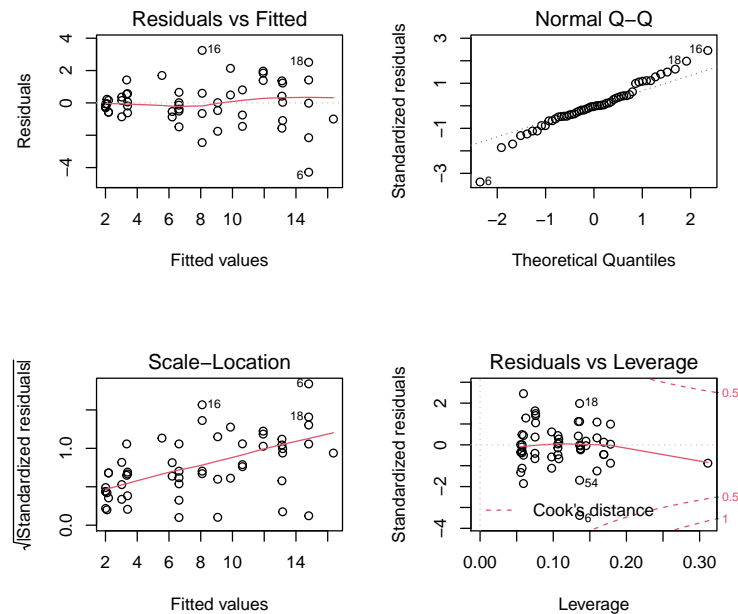 Residuals vs Fitted
Residuals
4
2
0
−4
16
18
6
2 4 6 8 10 14
Fitted values
Normal Q−Q
Standardized residuals
3
1
−1
−3
16
18
6
−2 −1 0 1 2
Theoretical Quantiles
Scale−Location
√|Standardized residuals|
1.0
0.0
6
16
18
2 4 6 8 10 14
Fitted values
Residuals vs Leverage
Standardized residuals
2
0
−2
−4
18
54
6
Cook's distance
0.5
0.5
1
0.00 0.10 0.20 0.30
Leverage